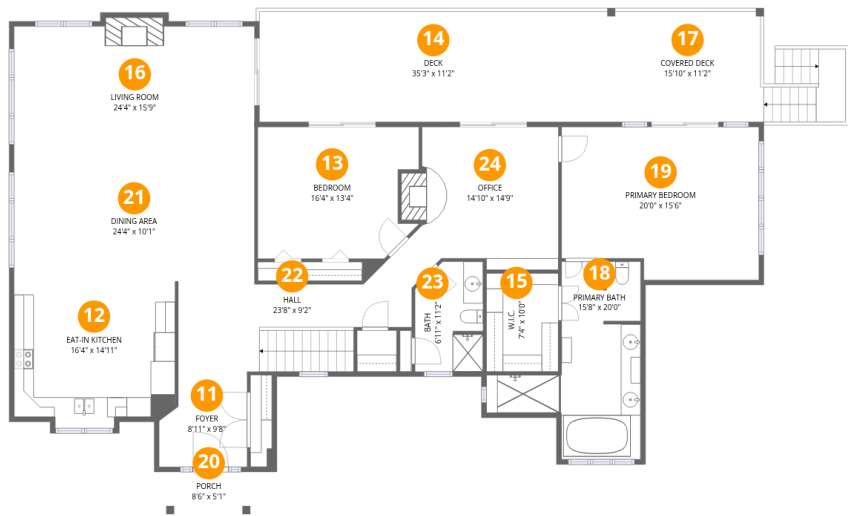 14
DECK
35'3" x 11'2"
17
COVERED DECK
15'10" x 11'2"
16
LIVING ROOM
24'4" x 15'9"
13
BEDROOM
16'4" x 13'4"
24
OFFICE
14'10" x 14'9"
19
PRIMARY BEDROOM
20'0" x 15'6"
21
DINING AREA
24'4" x 10'1"
22
HALL
23'8" x 9'2"
23
BATH
6'11" x 11'2"
15
W.I.C.
7'4" x 10'0"
18
PRIMARY BATH
15'8" x 20'0"
12
EAT-IN KITCHEN
16'4" x 14'11"
11
FOYER
8'11" x 9'8"
20
PORCH
8'6" x 5'1"